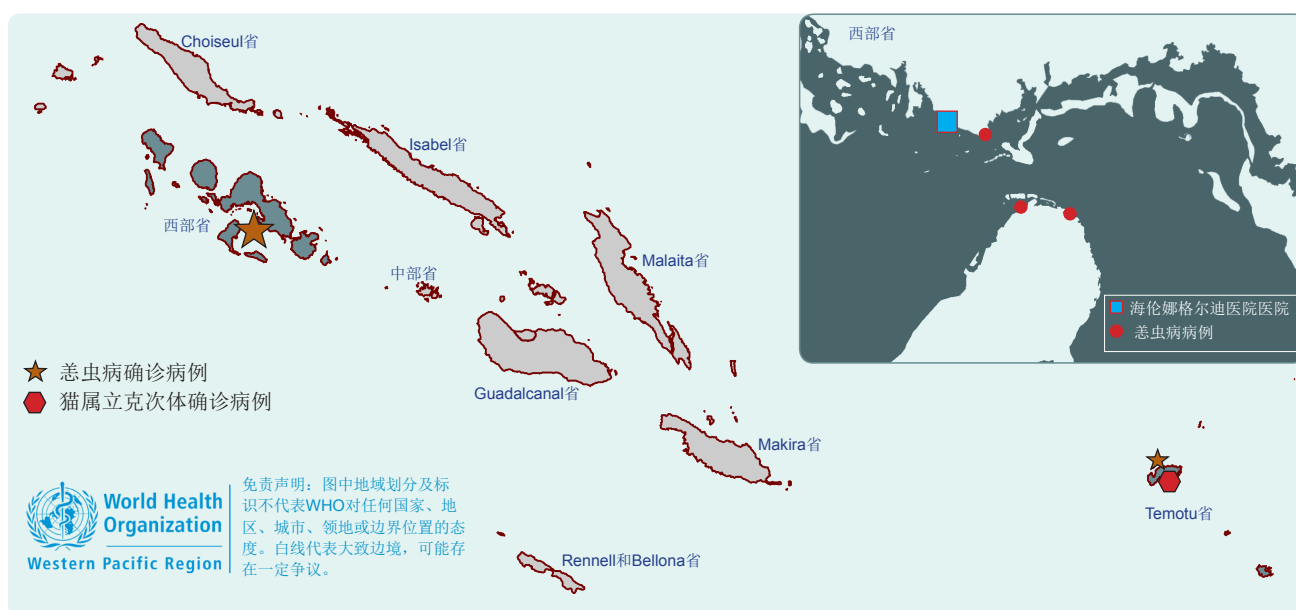 Choiseul省
西部省
Isabel省
西部省
Malaita省
中部省
海伦娜格尔迪医院医院
恙虫病病例
恙虫病确诊病例
猫属立克次体确诊病例
Guadalcanal省
Makira省
Temotu省
World Health
Organization
Western Pacific Region
免责声明：图中地域划分及标
识不代表WHO对任何国家、地
区、城市、领地或边界位置的态
度。白线代表大致边境，可能存
在一定争议。
Rennell和Bellona省